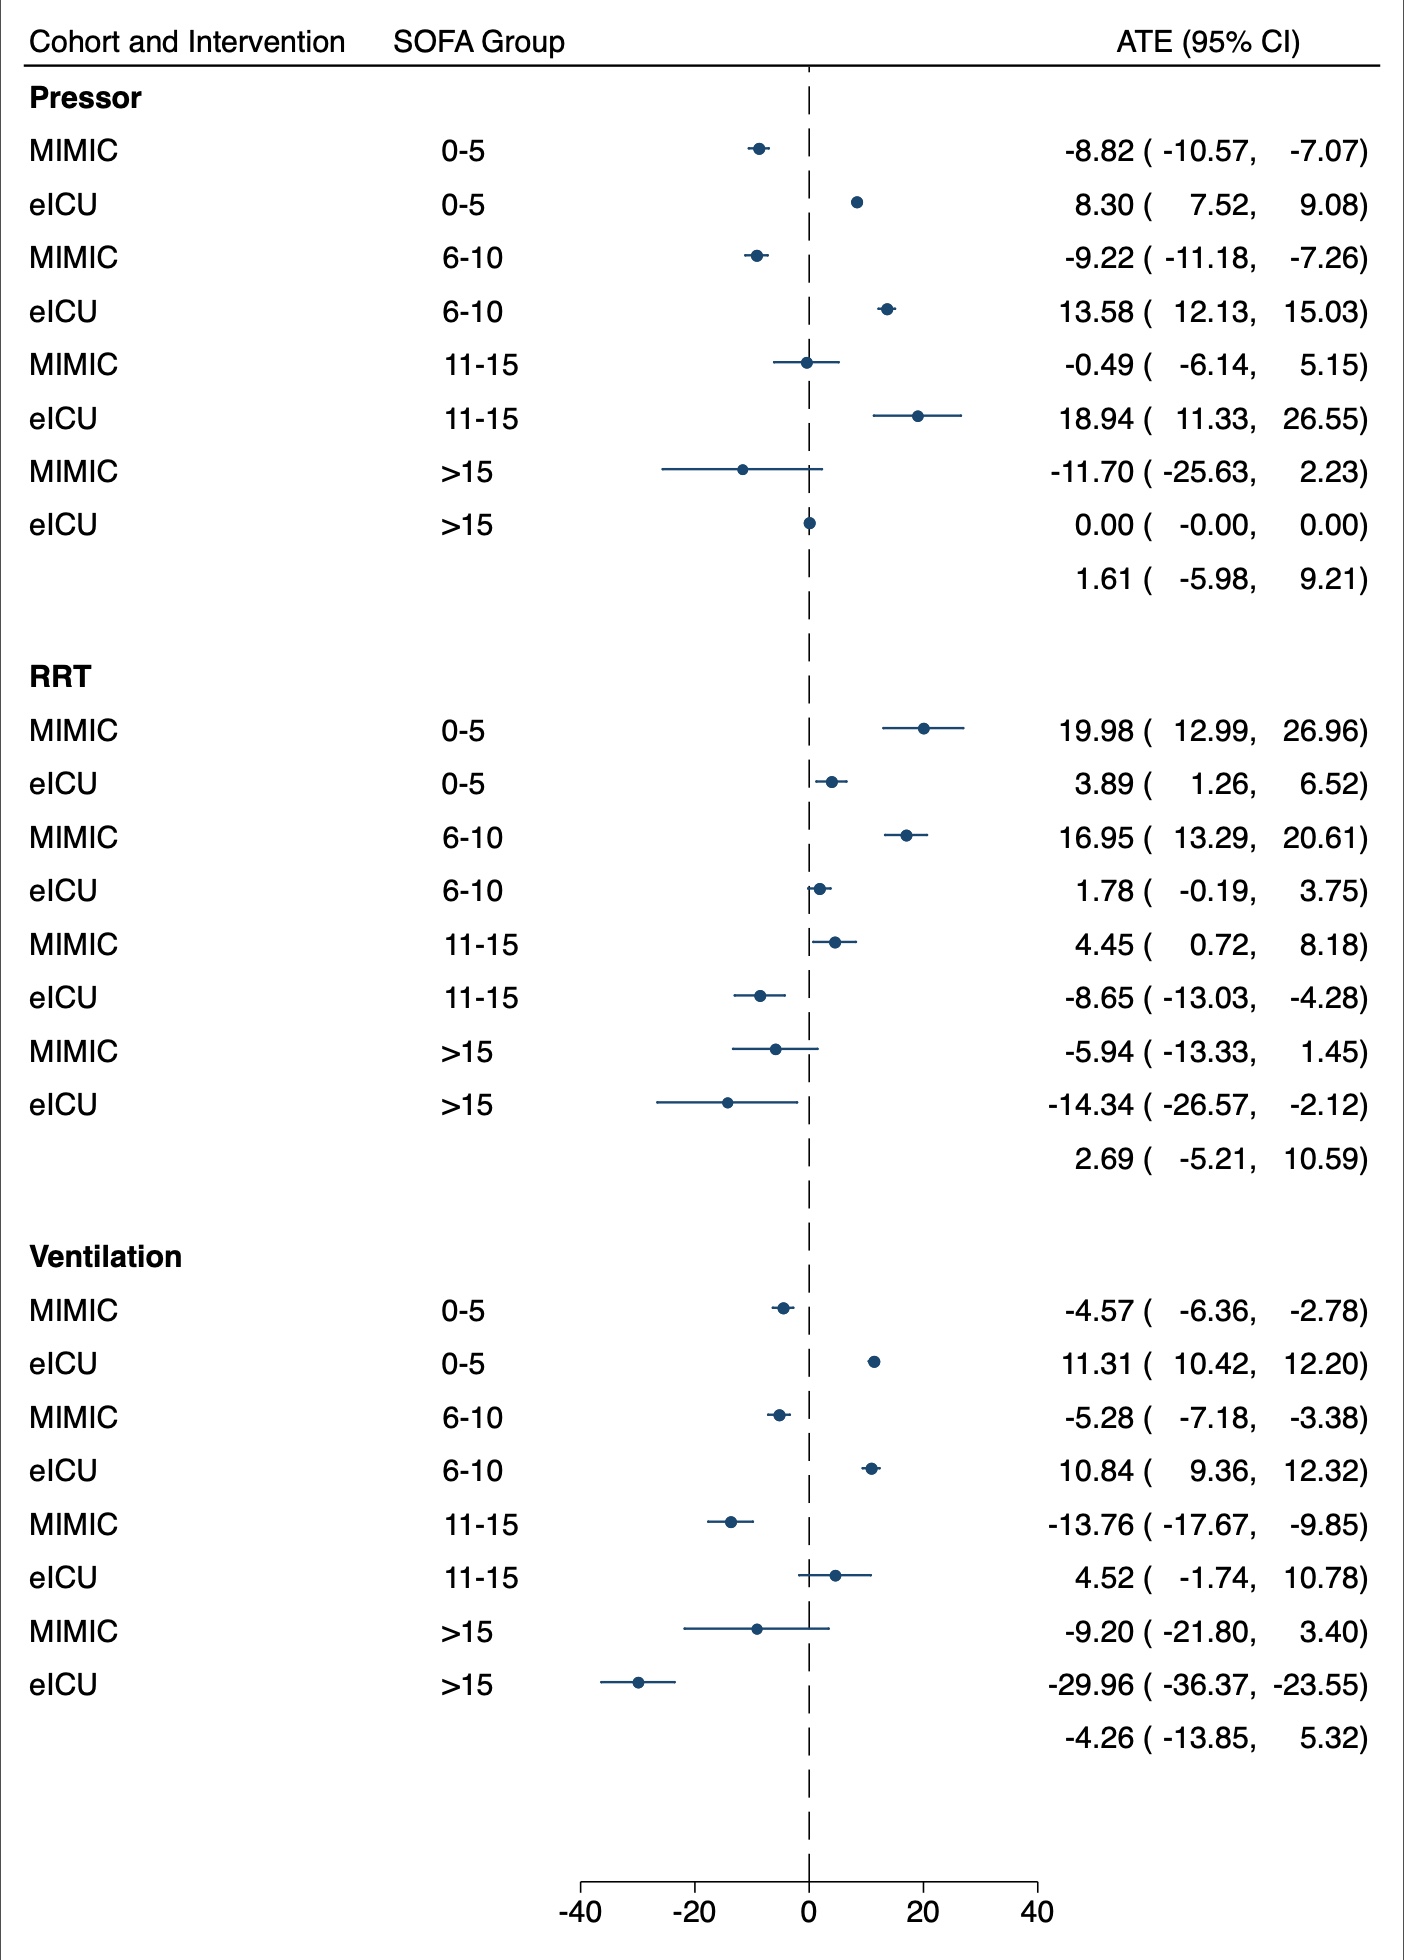 Cohort and Intervention SOFA Group ATE (95% CI)
Pressor
MIMIC 0-5 -8.82 ( -10.57, -7.07)
eICU 0-5 8.30 ( 7.52, 9.08)
MIMIC 6-10 -9.22 ( -11.18, -7.26)
eICU 6-10 13.58 ( 12.13, 15.03)
MIMIC 11-15 -0.49 ( -6.14, 5.15)
eICU 11-15 18.94 ( 11.33, 26.55)
MIMIC >15 -11.70 ( -25.63, 2.23)
eICU >15 0.00 ( -0.00, 0.00)
1.61 ( -5.98, 9.21)
RRT
MIMIC 0-5 19.98 ( 12.99, 26.96)
eICU 0-5 3.89 ( 1.26, 6.52)
MIMIC 6-10 16.95 ( 13.29, 20.61)
eICU 6-10 1.78 ( -0.19, 3.75)
MIMIC 11-15 4.45 ( 0.72, 8.18)
eICU 11-15 -8.65 ( -13.03, -4.28)
MIMIC >15 -5.94 ( -13.33, 1.45)
eICU >15 -14.34 ( -26.57, -2.12)
2.69 ( -5.21, 10.59)
Ventilation
MIMIC 0-5 -4.57 ( -6.36, -2.78)
eICU 0-5 11.31 ( 10.42, 12.20)
MIMIC 6-10 -5.28 ( -7.18, -3.38)
eICU 6-10 10.84 ( 9.36, 12.32)
MIMIC 11-15 -13.76 ( -17.67, -9.85)
eICU 11-15 4.52 ( -1.74, 10.78)
MIMIC >15 -9.20 ( -21.80, 3.40)
eICU >15 -29.96 ( -36.37, -23.55)
-4.26 ( -13.85, 5.32)
-40 -20 0 20 40